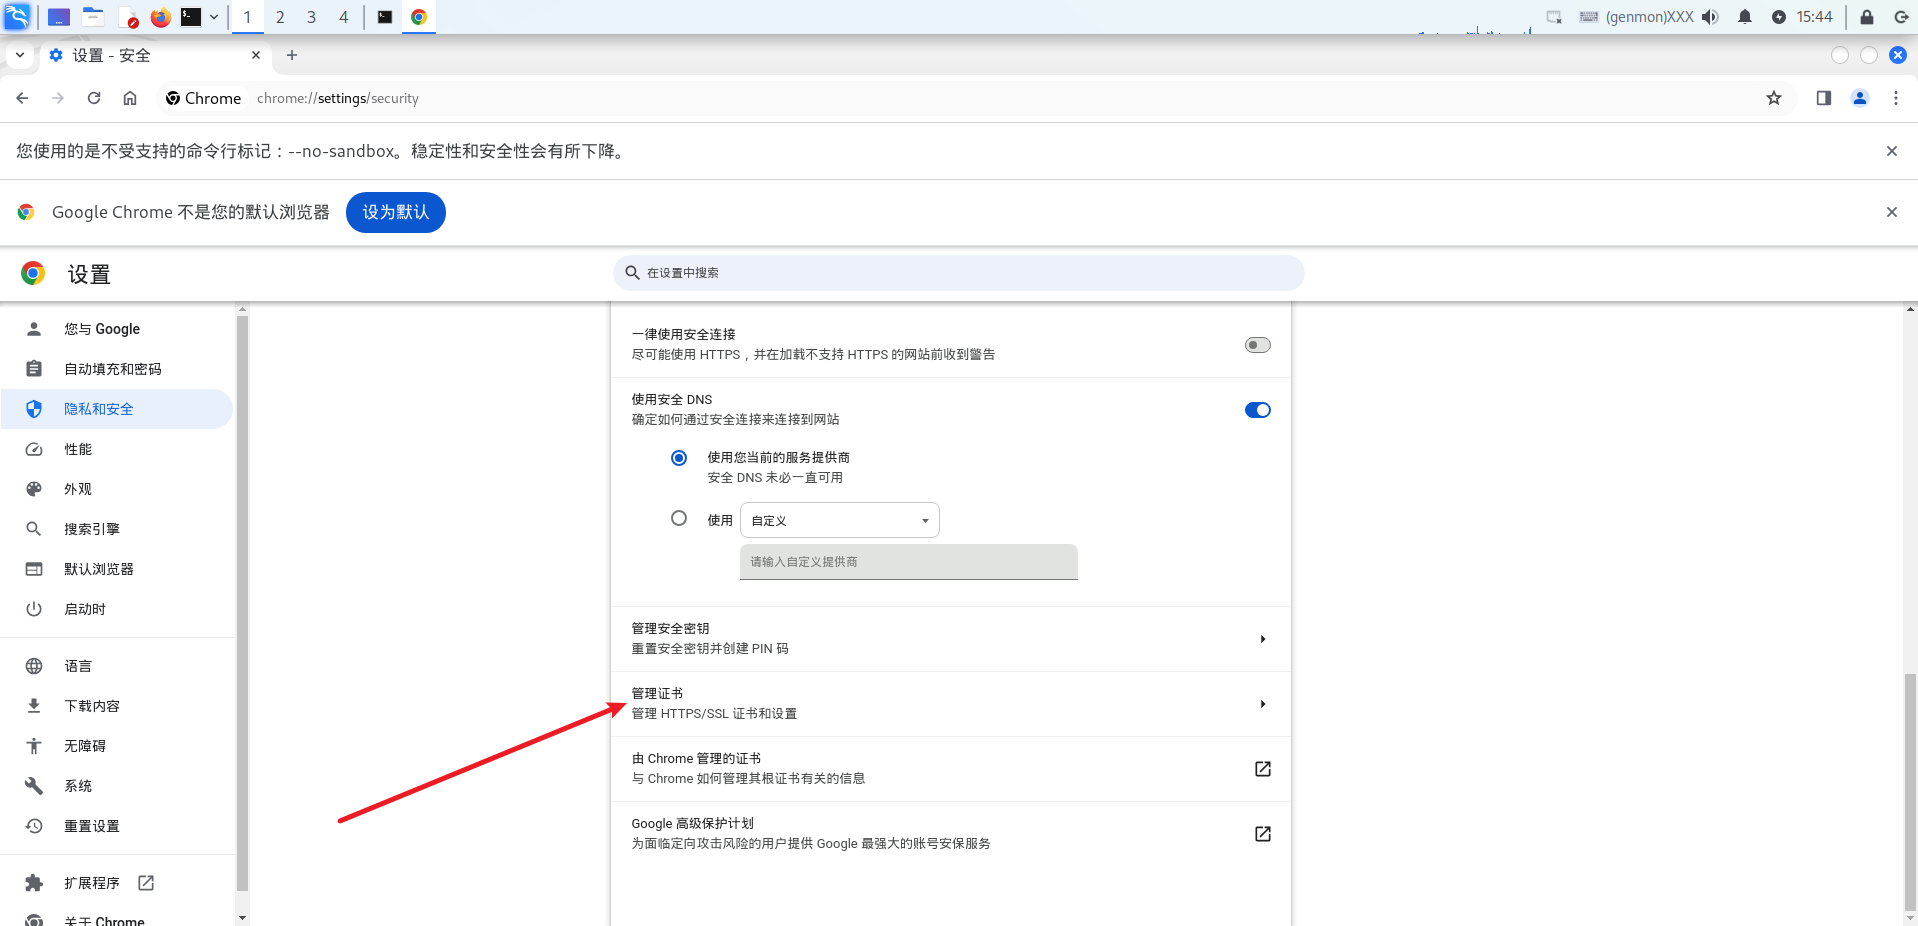 1 2 3 4 (genmon)XXX 15:44
设置 - 安全
Chrome chrome://settings/security
您使用的是不受支持的命令行标记：--no-sandbox。稳定性和安全性会有所下降。
Google Chrome 不是您的默认浏览器 设为默认
设置
在设置中搜索
您与 Google
自动填充和密码
隐私和安全
性能
外观
搜索引擎
默认浏览器
启动时
语言
下载内容
无障碍
系统
重置设置
扩展程序
关于 Chrome
一律使用安全连接
尽可能使用 HTTPS，并在加载不支持 HTTPS 的网站前收到警告
使用安全 DNS
确定如何通过安全连接来连接到网站
使用您当前的服务提供商
安全 DNS 未必一直可用
使用 自定义
请输入自定义提供商
管理安全密钥
重置安全密钥并创建 PIN 码
管理证书
管理 HTTPS/SSL 证书和设置
由 Chrome 管理的证书
与 Chrome 如何管理其根证书有关的信息
Google 高级保护计划
为面临定向攻击风险的用户提供 Google 最强大的账号安保服务